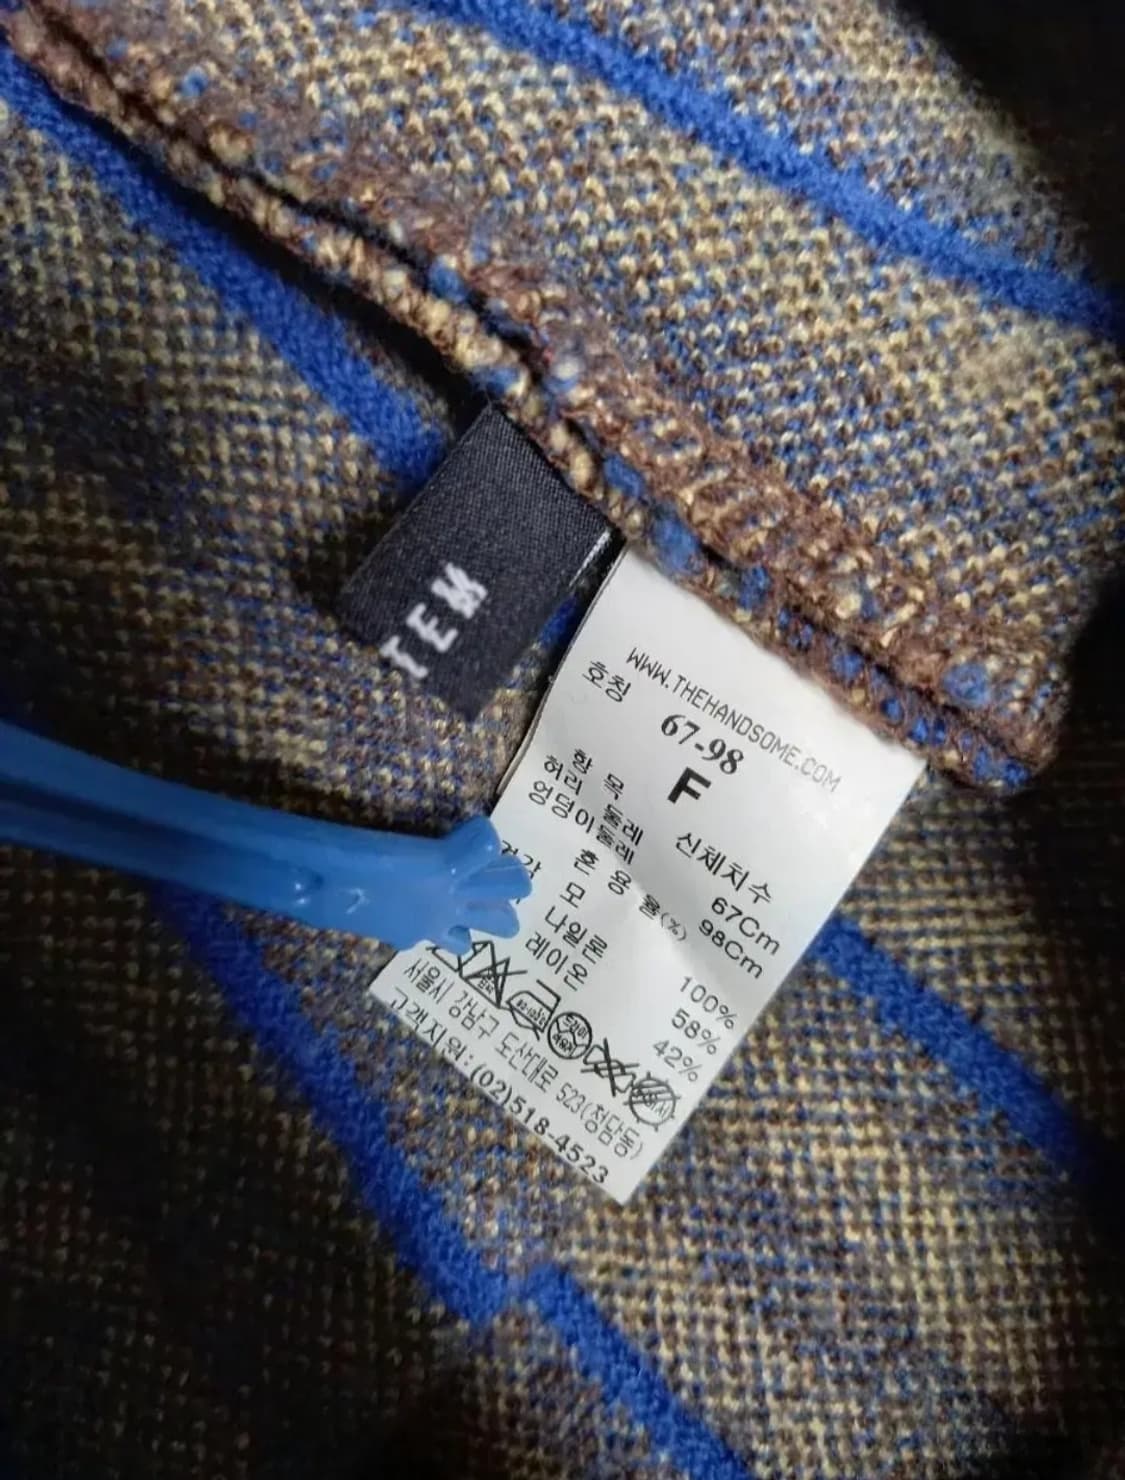 TEM
WWW.THEHANDSOME.COM
호칭
67-98
F
항 목 신체치수
허리 둘레 67Cm
엉덩이둘레 98Cm
혼 용 율(%)
모 100%
나일론 58%
레이온 42%
서울시 강남구 도산대로 523(청담동)
고객지원:(02)518-4523